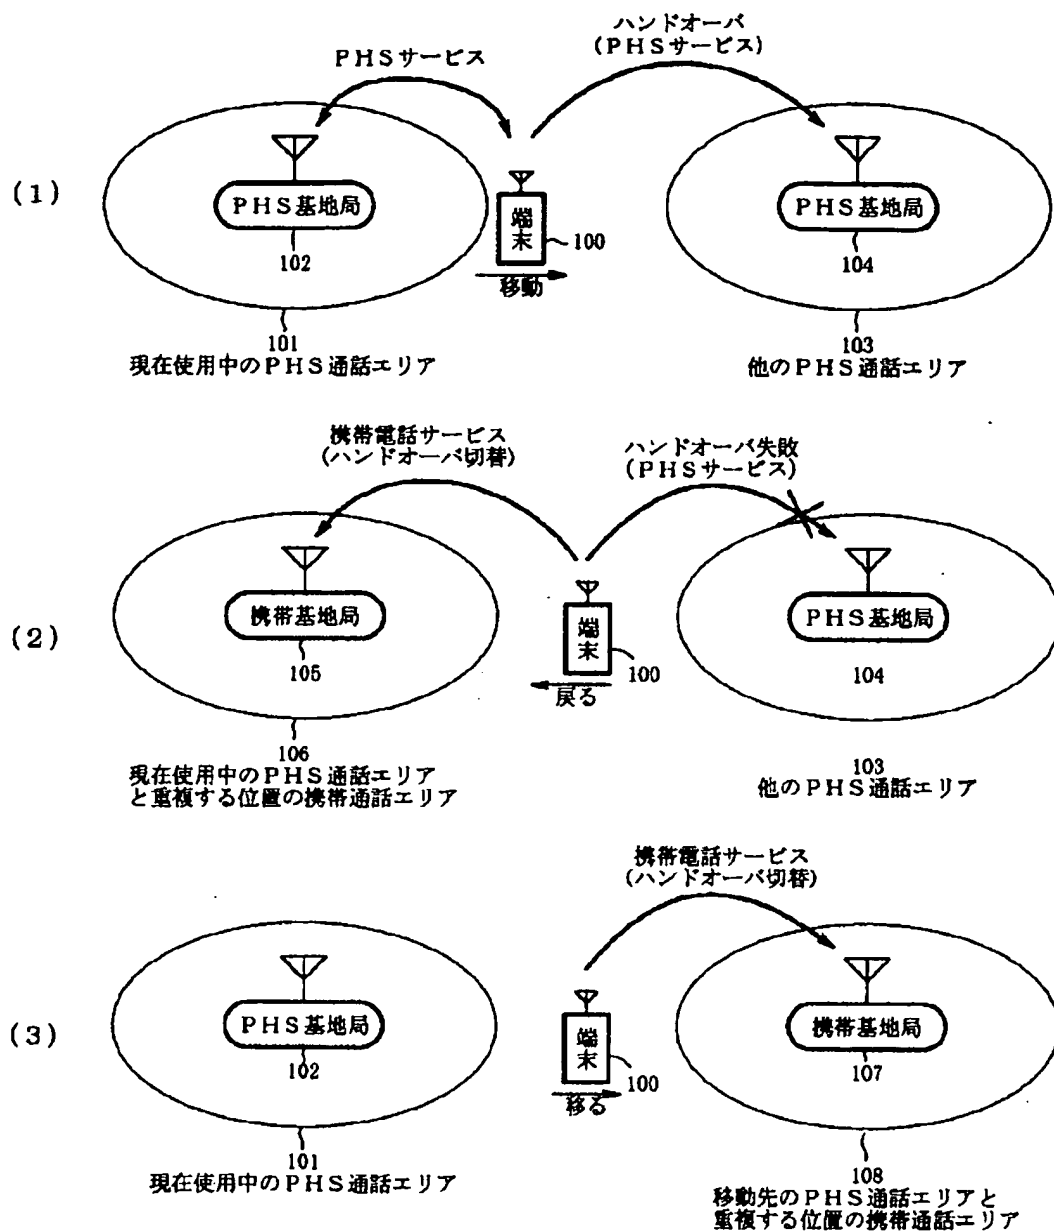 PHSサービス
ハンドオーバ
(PHSサービス)
(1)
PHS基地局
102
端末
100
移動
PHS基地局
104
101
現在使用中のPHS通話エリア
103
他のPHS通話エリア
携帯電話サービス
(ハンドオーバ切替)
ハンドオーバ失敗
(PHSサービス)
(2)
携帯基地局
105
端末
100
戻る
PHS基地局
104
106
現在使用中のPHS通話エリア
と重複する位置の携帯通話エリア
103
他のPHS通話エリア
携帯電話サービス
(ハンドオーバ切替)
(3)
PHS基地局
102
端末
100
移る
携帯基地局
107
101
現在使用中のPHS通話エリア
108
移動先のPHS通話エリアと
重複する位置の携帯通話エリア